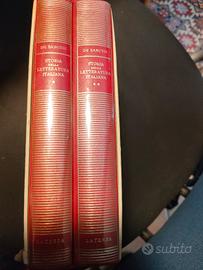 DE SANCTIS
STORIA
DELLA
LETTERATURA
ITALIANA
*
LATERZA
DE SANCTIS
STORIA
DELLA
LETTERATURA
ITALIANA
**
LATERZA
subito